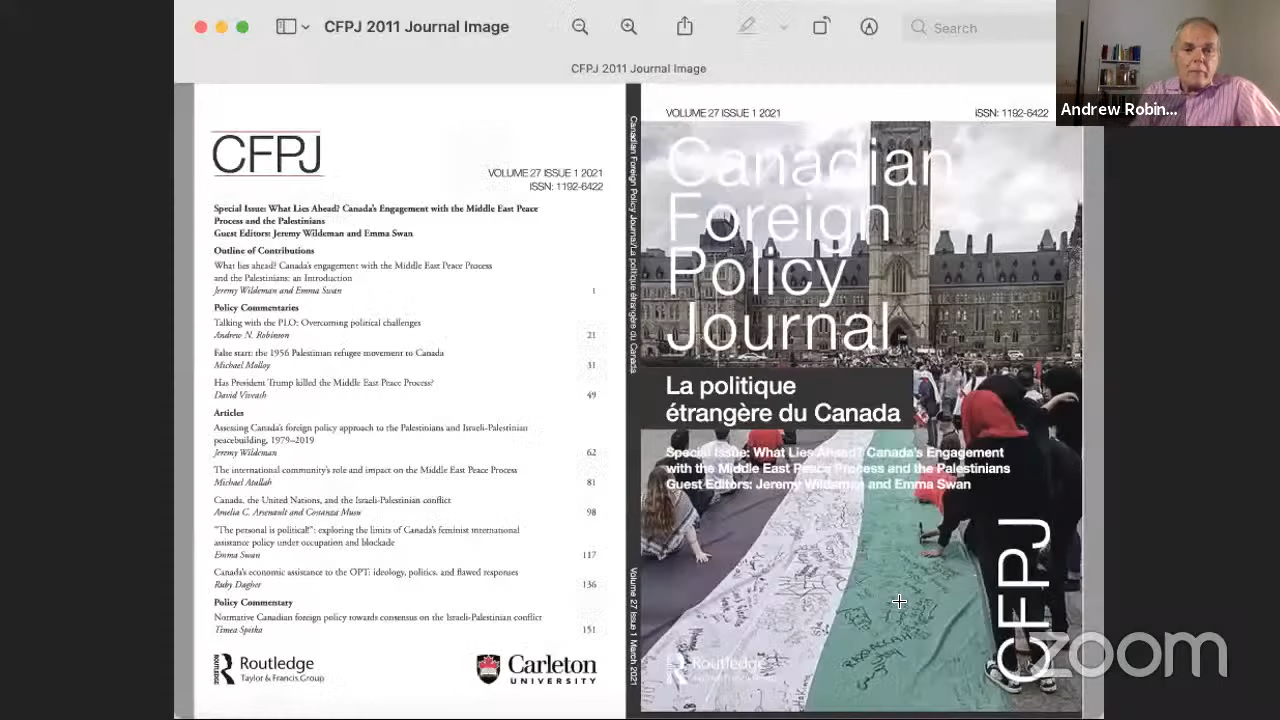 CFPJ 2011 Journal Image
Search
CFPJ 2011 Journal Image
Andrew Robin...
CFPJ
VOLUME 27 ISSUE 1 2021
ISSN: 1192-6422
Special Issue: What Lies Ahead? Canada's Engagement with the Middle East Peace
Process and the Palestinians
Guest Editors: Jeremy Wildeman and Emma Swan
Outline of Contributions
What lies ahead? Canada's engagement with the Middle East Peace Process
and the Palestinians: an Introduction
Jeremy Wildeman and Emma Swan 1
Policy Commentaries
Talking with the PLO: Overcoming political challenges
Andrew N. Robinson 21
False start: the 1956 Palestinian refugee movement to Canada
Michael Molloy 31
Has President Trump killed the Middle East Peace Process?
David Viveash 49
Articles
Assessing Canada's foreign policy approach to the Palestinians and Israeli-Palestinian
peacebuilding, 1979–2019
Jeremy Wildeman 62
The international community's role and impact on the Middle East Peace Process
Michael Atallah 81
Canada, the United Nations, and the Israeli-Palestinian conflict
Amelia C. Arsenault and Costanza Musu 98
"The personal is political!": exploring the limits of Canada's feminist international
assistance policy under occupation and blockade
Emma Swan 117
Canada's economic assistance to the OPT: ideology, politics, and flawed responses
Ruby Dagher 136
Policy Commentary
Normative Canadian foreign policy towards consensus on the Israeli-Palestinian conflict
Timea Spitka 151
ROUTLEDGE
Routledge
Taylor & Francis Group
Carleton
UNIVERSITY
Canadian Foreign Policy Journal/La politique étrangère du Canada
Volume 27 Issue 1 March 2021
VOLUME 27 ISSUE 1 2021
ISSN: 1192-6422
Canadian
Foreign
Policy
Journal
La politique
étrangère du Canada
Special Issue: What Lies Ahead? Canada's Engagement
with the Middle East Peace Process and the Palestinians
Guest Editors: Jeremy Wildeman and Emma Swan
CFPJ
Routledge
zoom